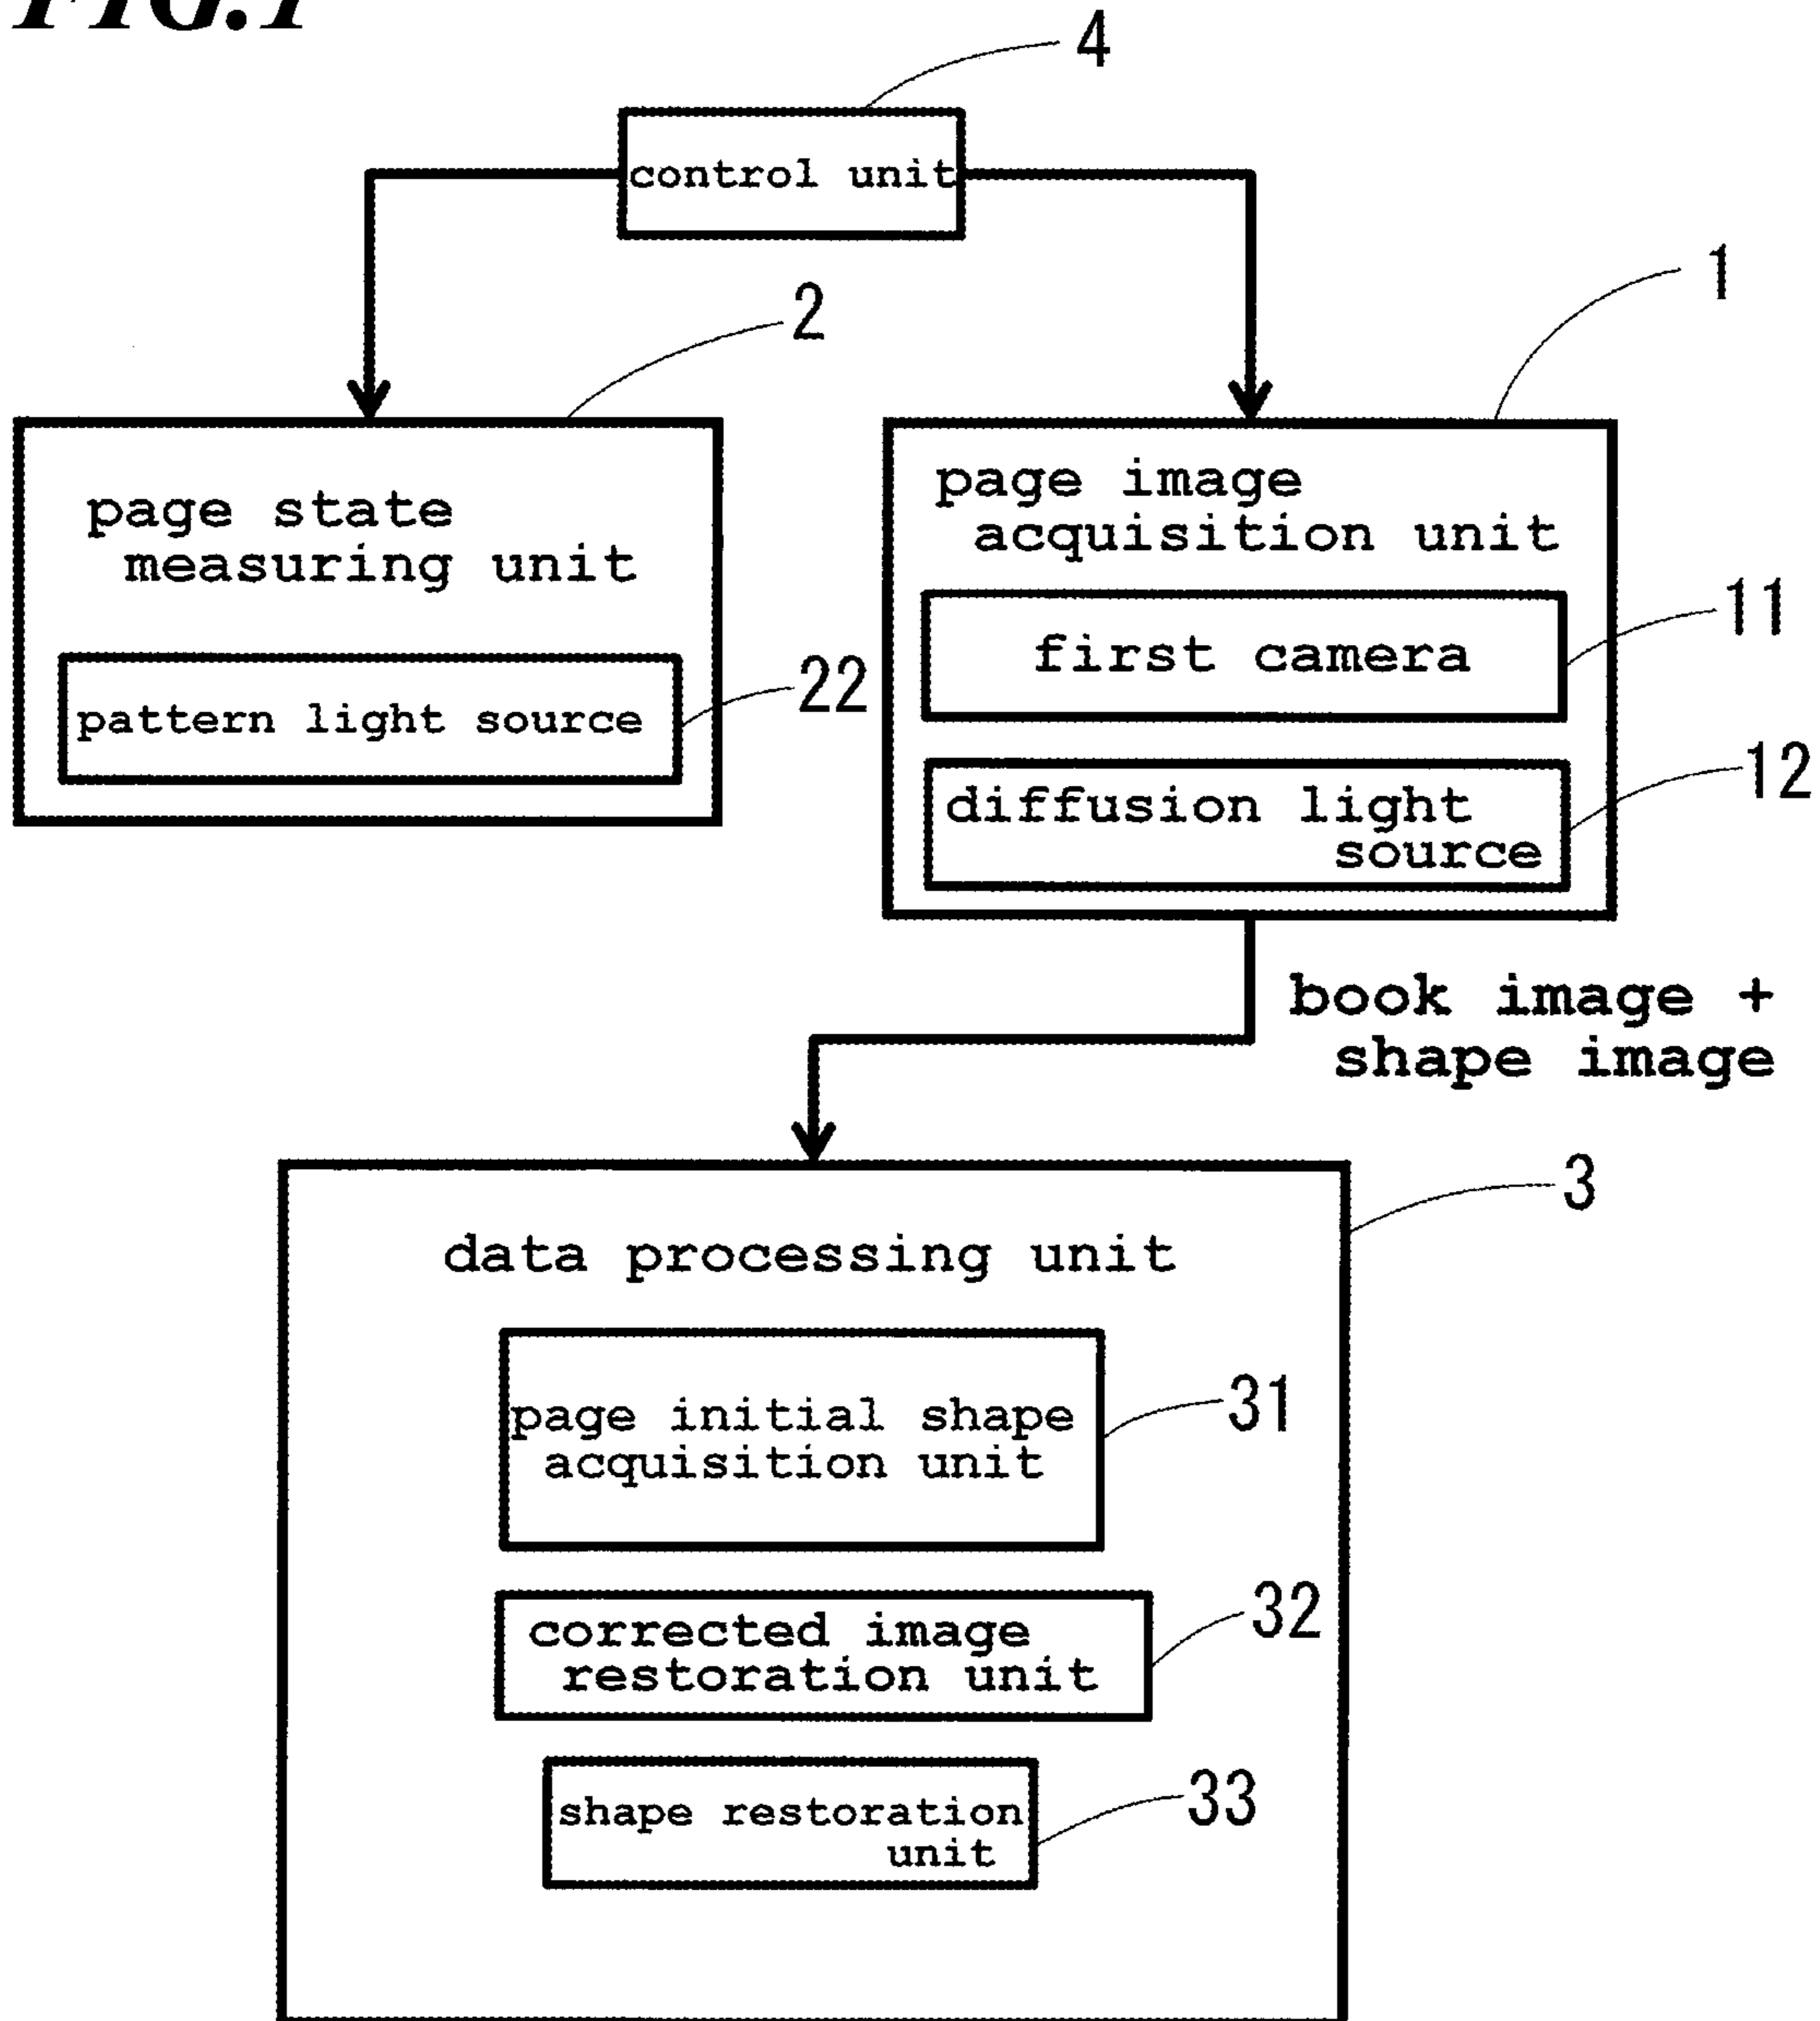 FIG.1
4
control unit
2
1
page state
measuring unit
pattern light source
22
page image
acquisition unit
first camera
11
diffusion light
source
12
book image +
shape image
3
data processing unit
page initial shape
acquisition unit
31
corrected image
restoration unit
32
shape restoration
unit
33